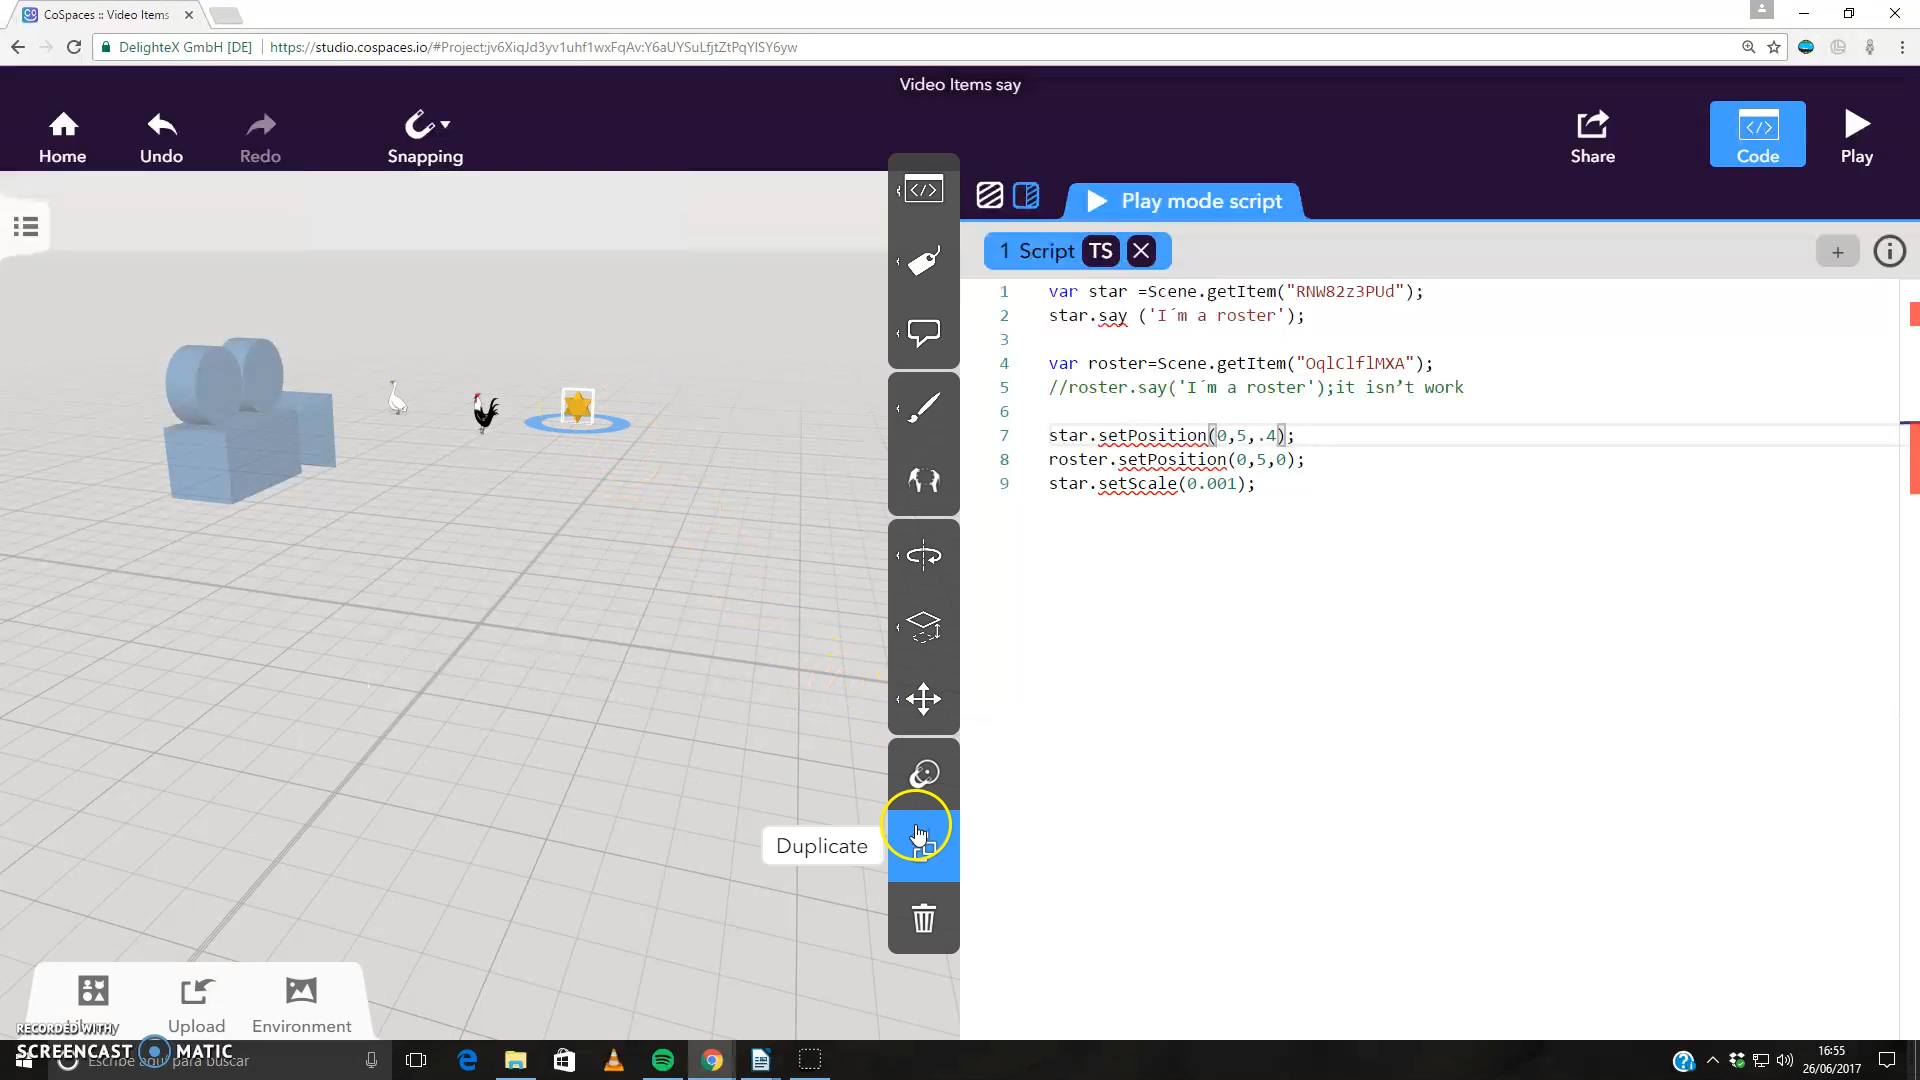 CoSpaces :: Video Items
DelighteX GmbH [DE]
https://studio.cospaces.io/#Project:jv6XiqJd3yv1uhf1wxFqAv:Y6aUYSuLfjtZtPqYlSY6yw
Video Items say
Home
Undo
Redo
Snapping
Share
Code
Play
Play mode script
1 Script TS
1 var star =Scene.getItem("RNW82z3PUd");
2 star.say ('I´m a roster');
3
4 var roster=Scene.getItem("OqlClflMXA");
5 //roster.say('I´m a roster');it isn’t work
6
7 star.setPosition(0,5,.4);
8 roster.setPosition(0,5,0);
9 star.setScale(0.001);
Duplicate
Upload
Environment
RECORDED WITH
SCREENCAST MATIC
Escribe aquí para buscar
16:55
26/06/2017